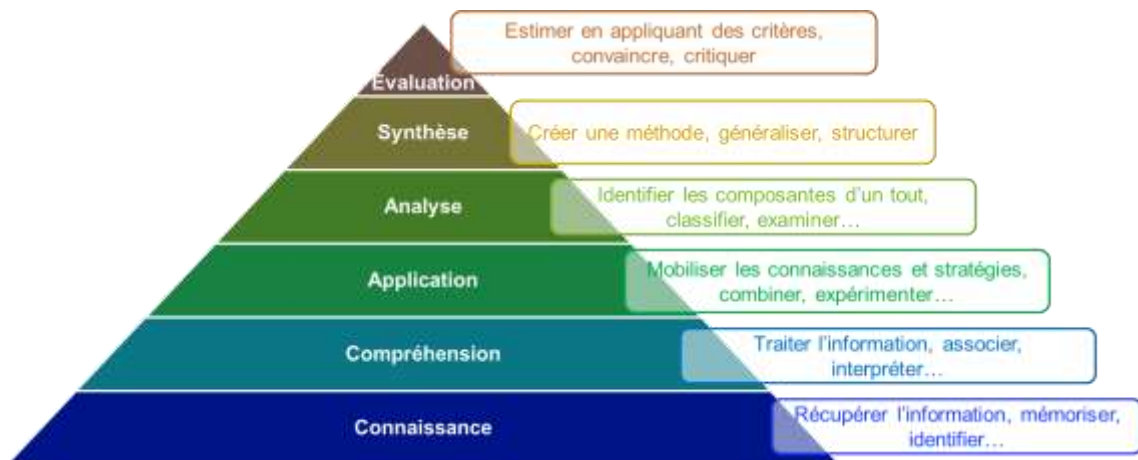 Estimer en appliquant des critères,
convaincre, critiquer
Evaluation
Synthèse
Créer une méthode, généraliser, structurer
Analyse
Identifier les composantes d'un tout,
classifier, examiner…
Application
Mobiliser les connaissances et stratégies,
combiner, expérimenter…
Compréhension
Traiter l'information, associer,
interpréter…
Connaissance
Récupérer l'information, mémoriser,
identifier…